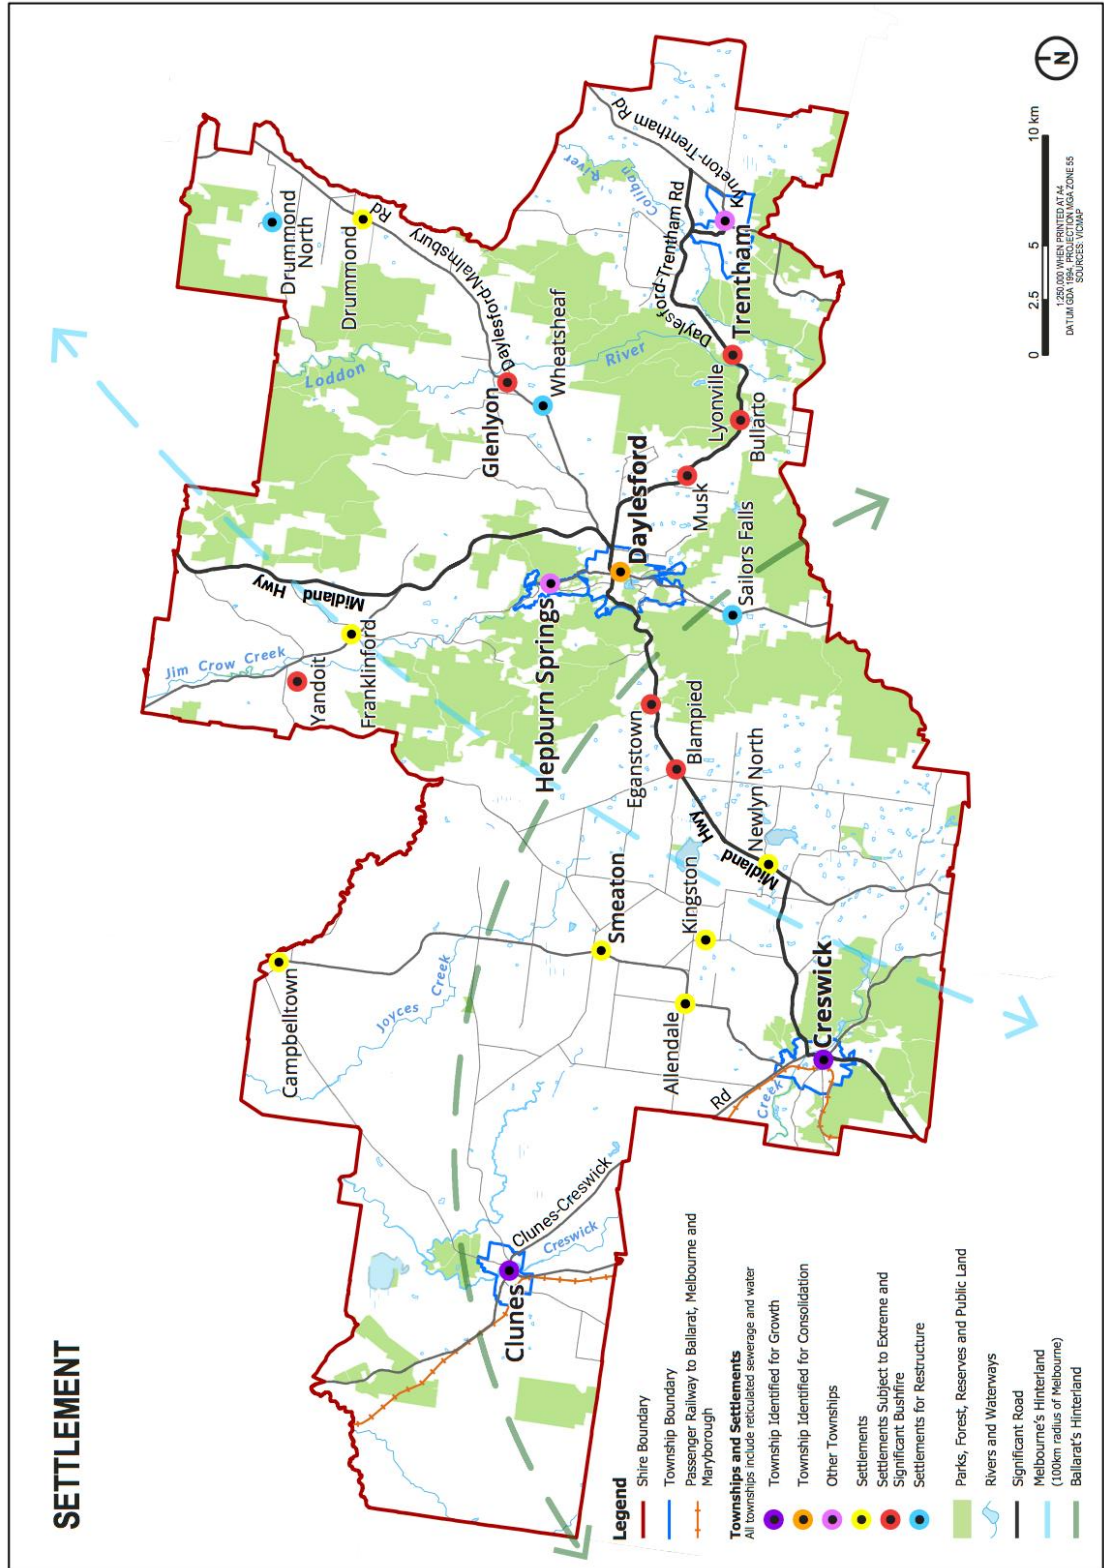 SETTLEMENT
Campbelltown
Joyces Creek
Clunes
Clunes-Creswick
Rd
Creswick
Creek
Allendale
Smeaton
Kingston
Newlyn North
Creswick
Midland
Hwy
Blampied
Eganstown
Yandoit
Franklinford
Jim Crow Creek
Midland
Hwy
Hepburn Springs
Daylesford
Sailors Falls
Musk
Bullarto
Lyonville
Trentham
Glenlyon
Wheatsheaf
Loddon
River
Daylesford-Malmsbury
Rd
Drummond
Drummond
North
Daylesford-Trentham Rd
Kyneton-Trentham Rd
Coliban
River
Legend
Shire Boundary
Township Boundary
Passenger Railway to Ballarat, Melbourne and
Maryborough
Townships and Settlements
All townships include reticulated sewerage and water
Township Identified for Growth
Township Identified for Consolidation
Other Townships
Settlements
Settlements Subject to Extreme and
Significant Bushfire
Settlements for Restructure
Parks, Forest, Reserves and Public Land
Rivers and Waterways
Significant Road
Melbourne's Hinterland
(100km radius of Melbourne)
Ballarat's Hinterland
0 2.5 5 10 km
1:250,000 WHEN PRINTED AT A4
DATUM GDA 1994, PROJECTION MGA ZONE 55
SOURCES: VICMAP
N